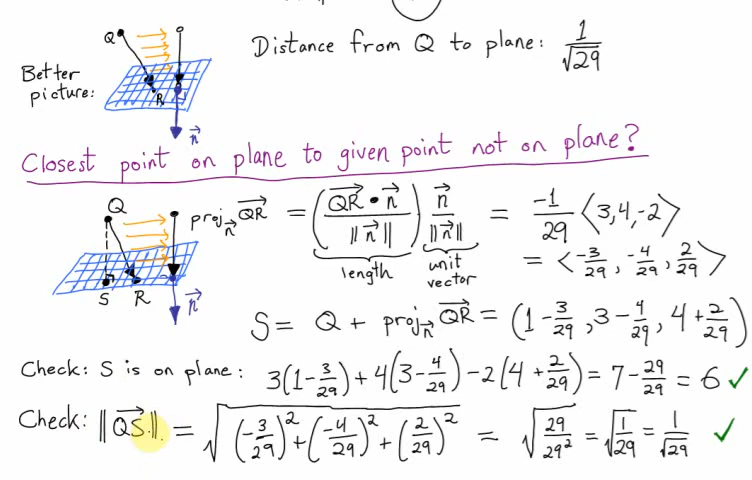 Q
Distance from Q to plane: 1/√29
Better picture:
R
n⃗
Closest point on plane to given point not on plane?
Q
S R n⃗
proj_n⃗ QR⃗ = (QR⃗ • n⃗ / ||n⃗||) n⃗ / ||n⃗|| = -1/29 <3, 4, -2>
length unit vector
= <-3/29, -4/29, 2/29>
S = Q + proj_n⃗ QR⃗ = (1 - 3/29, 3 - 4/29, 4 + 2/29)
Check: S is on plane: 3(1 - 3/29) + 4(3 - 4/29) - 2(4 + 2/29) = 7 - 29/29 = 6 ✓
Check: ||QS⃗|| = √((-3/29)² + (-4/29)² + (2/29)²) = √(29/29²) = √(1/29) = 1/√29 ✓